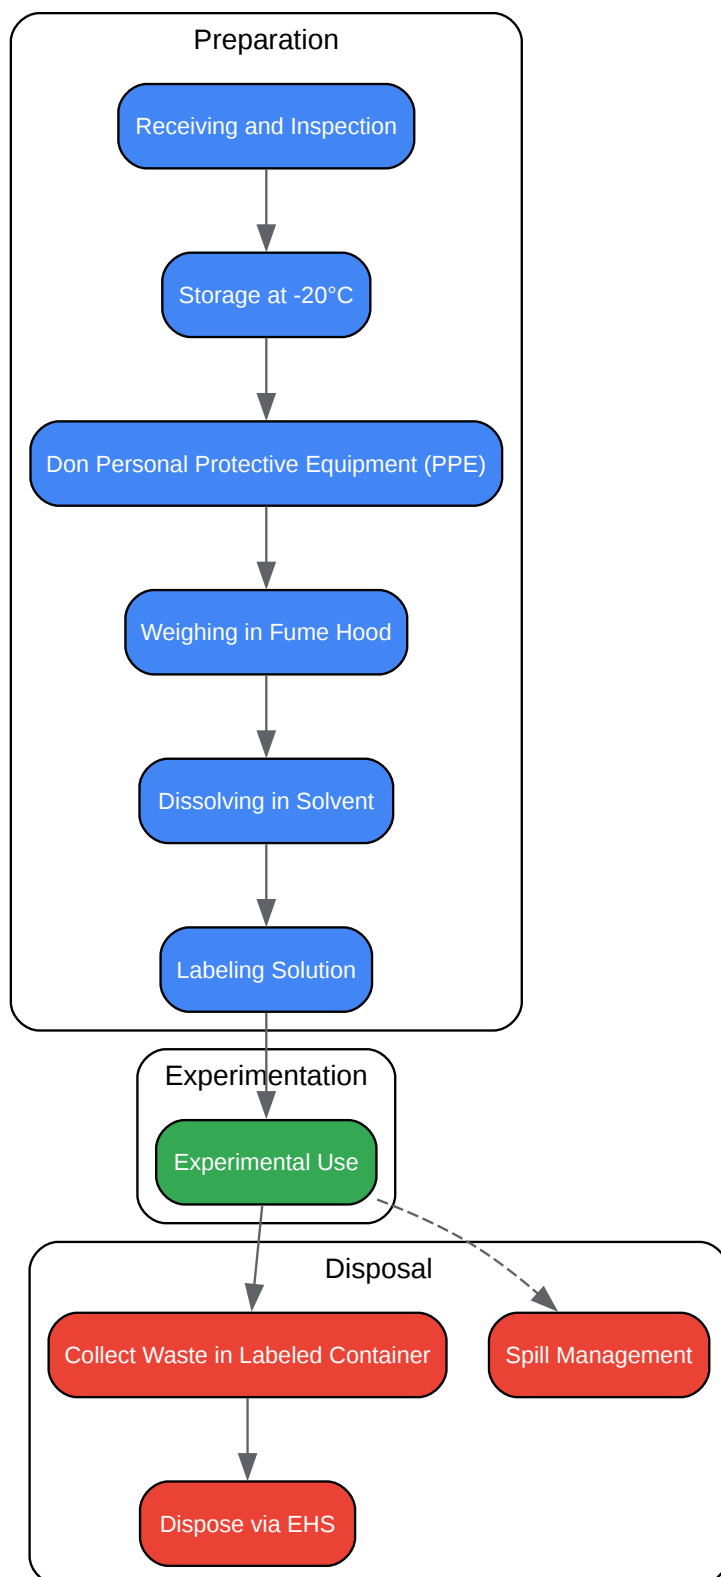 Preparation
Receiving and Inspection
Storage at -20°C
Don Personal Protective Equipment (PPE)
Weighing in Fume Hood
Dissolving in Solvent
Labeling Solution
Experimentation
Experimental Use
Disposal
Collect Waste in Labeled Container
Spill Management
Dispose via EHS